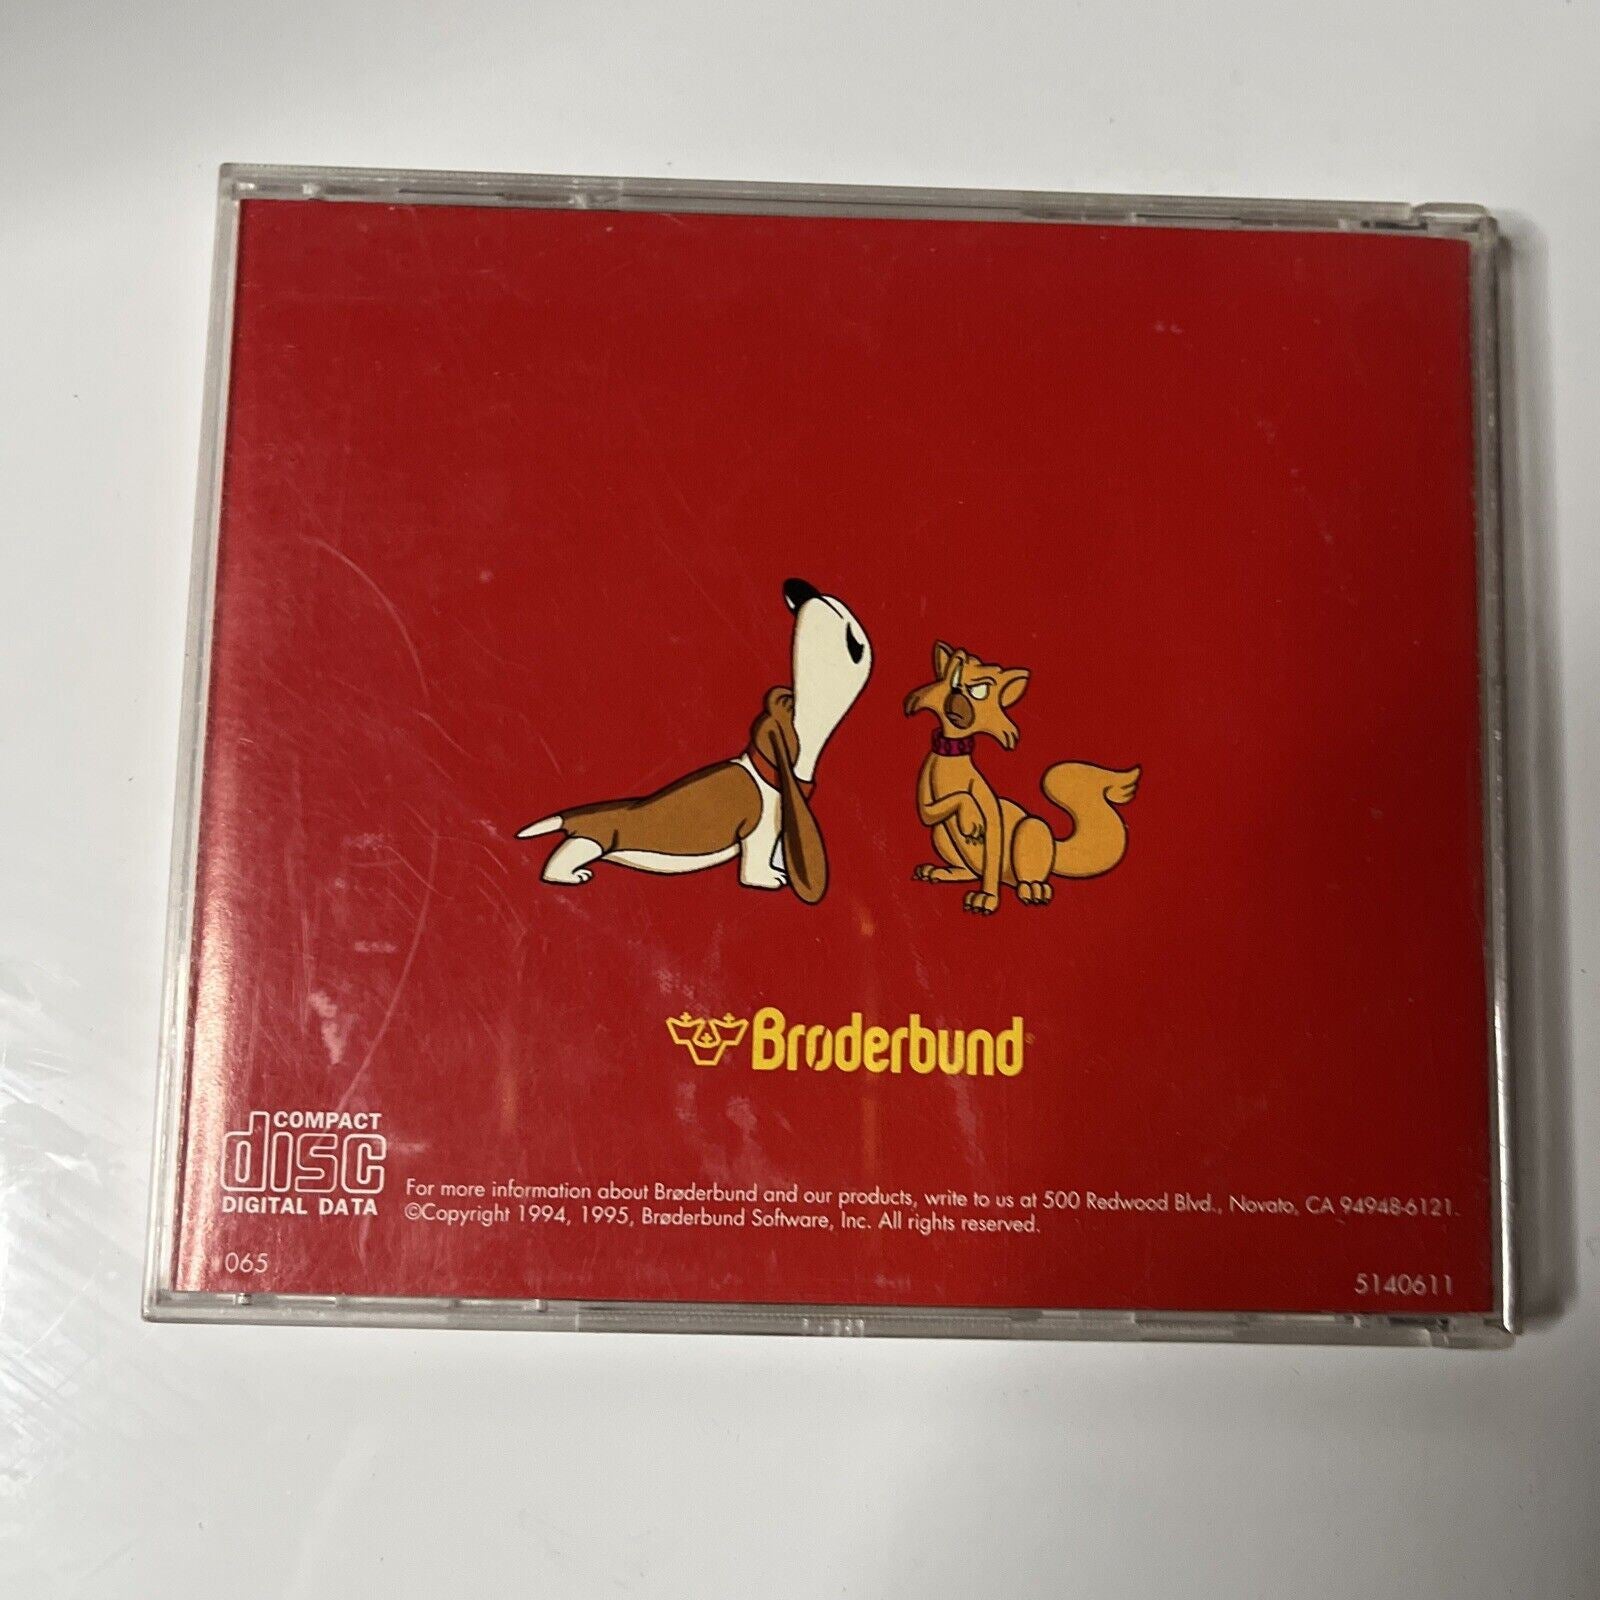 Brøderbund
COMPACT
disc
DIGITAL DATA
For more information about Brøderbund and our products, write to us at 500 Redwood Blvd., Novato, CA 94948-6121.
©Copyright 1994, 1995, Brøderbund Software, Inc. All rights reserved.
065
5140611